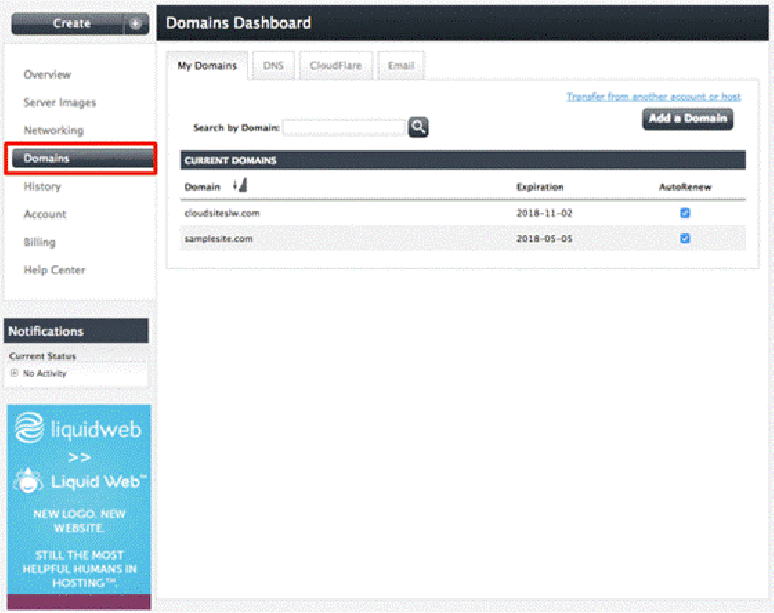 Create
Domains Dashboard
Overview
Server Images
Networking
Domains
History
Account
Billing
Help Center
My Domains
DNS
CloudFlare
Email
Transfer from another account or host
Search by Domain:
Add a Domain
CURRENT DOMAINS
Domain Expiration AutoRenew
cloudsiteslw.com 2018-11-02
samplesite.com 2018-05-05
Notifications
Current Status
No Activity
liquidweb
>>
Liquid Web™
NEW LOGO. NEW
WEBSITE.
STILL THE MOST
HELPFUL HUMANS IN
HOSTING™.